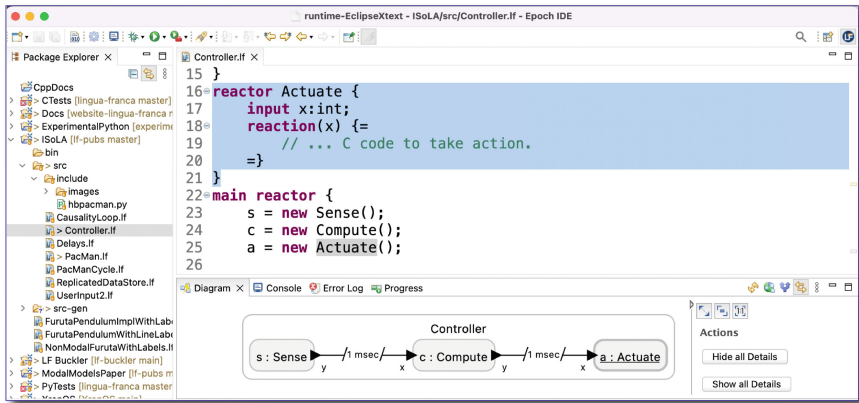 runtime-EclipseXtext - ISoLA/src/Controller.lf - Epoch IDE
Package Explorer
CppDocs
> CTests [lingua-franca master]
> Docs [website-lingua-franca m
> ExperimentalPython [experime
> ISoLA [lf-pubs master]
bin
> src
include
images
hbpacman.py
CausalityLoop.lf
> Controller.lf
Delays.lf
> PacMan.lf
PacManCycle.lf
ReplicatedDataStore.lf
UserInput2.lf
> src-gen
FurutaPendulumImplWithLabe
FurutaPendulumWithLineLabe
NonModalFurutaWithLabels.lf
> LF Buckler [lf-buckler main]
> ModalModelsPaper [lf-pubs m
> PyTests [lingua-franca master
Controller.lf
15 }
16 reactor Actuate {
17     input x:int;
18     reaction(x) {=
19         // ... C code to take action.
20     =}
21 }
22 main reactor {
23     s = new Sense();
24     c = new Compute();
25     a = new Actuate();
26
Diagram
Console
Error Log
Progress
Controller
s : Sense
y
1 msec
x
c : Compute
y
1 msec
x
a : Actuate
Actions
Hide all Details
Show all Details